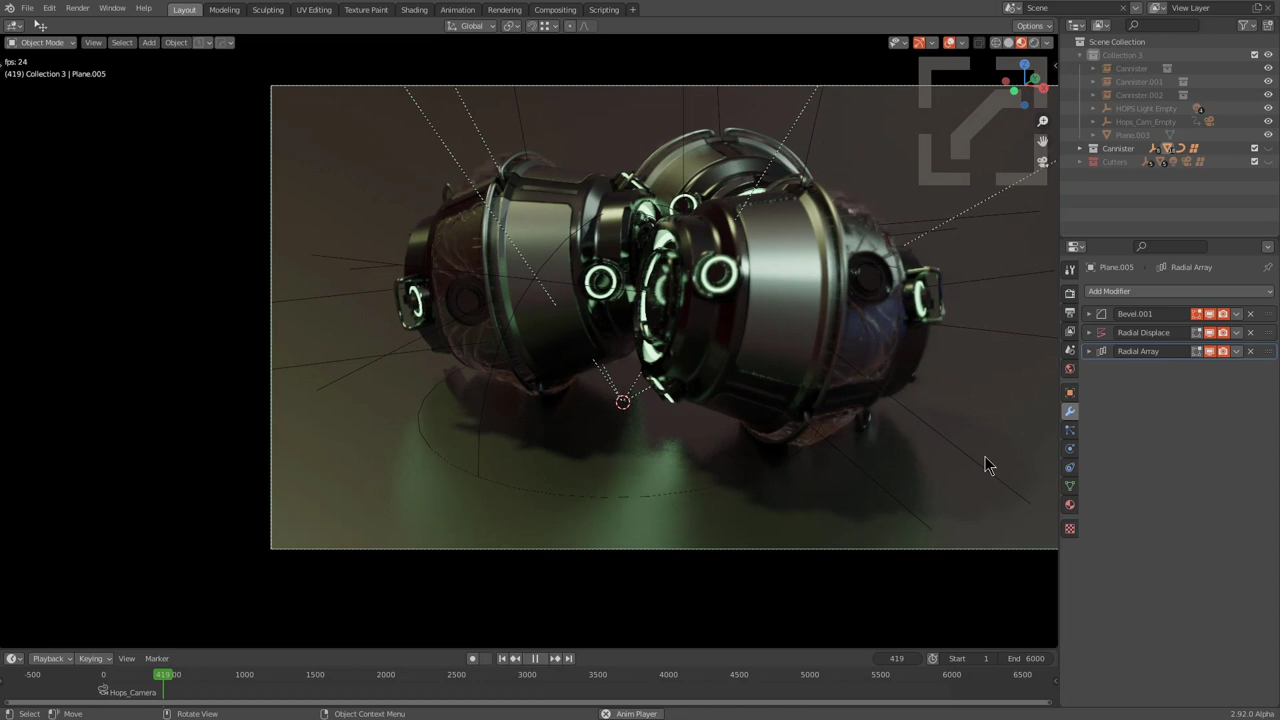 File Edit Render Window Help Layout Modeling Sculpting UV Editing Texture Paint Shading Animation Rendering Compositing Scripting + Scene View Layer
Global Options
Object Mode View Select Add Object
fps: 24
(419) Collection 3 | Plane.005
Z
Scene Collection
Collection 3
Cannister
Cannister.001
Cannister.002
HOPS Light Empty
Hops_Cam_Empty
Plane.003
Cannister
Cutters
Plane.005 Radial Array
Add Modifier
Bevel.001
Radial Displace
Radial Array
Playback Keying View Marker 419 Start 1 End 6000
-500 0 419 00 1000 1500 2000 2500 3000 3500 4000 4500 5000 5500 6000 6500
Hops_Camera
Select Move Rotate View Object Context Menu Anim Player 2.92.0 Alpha